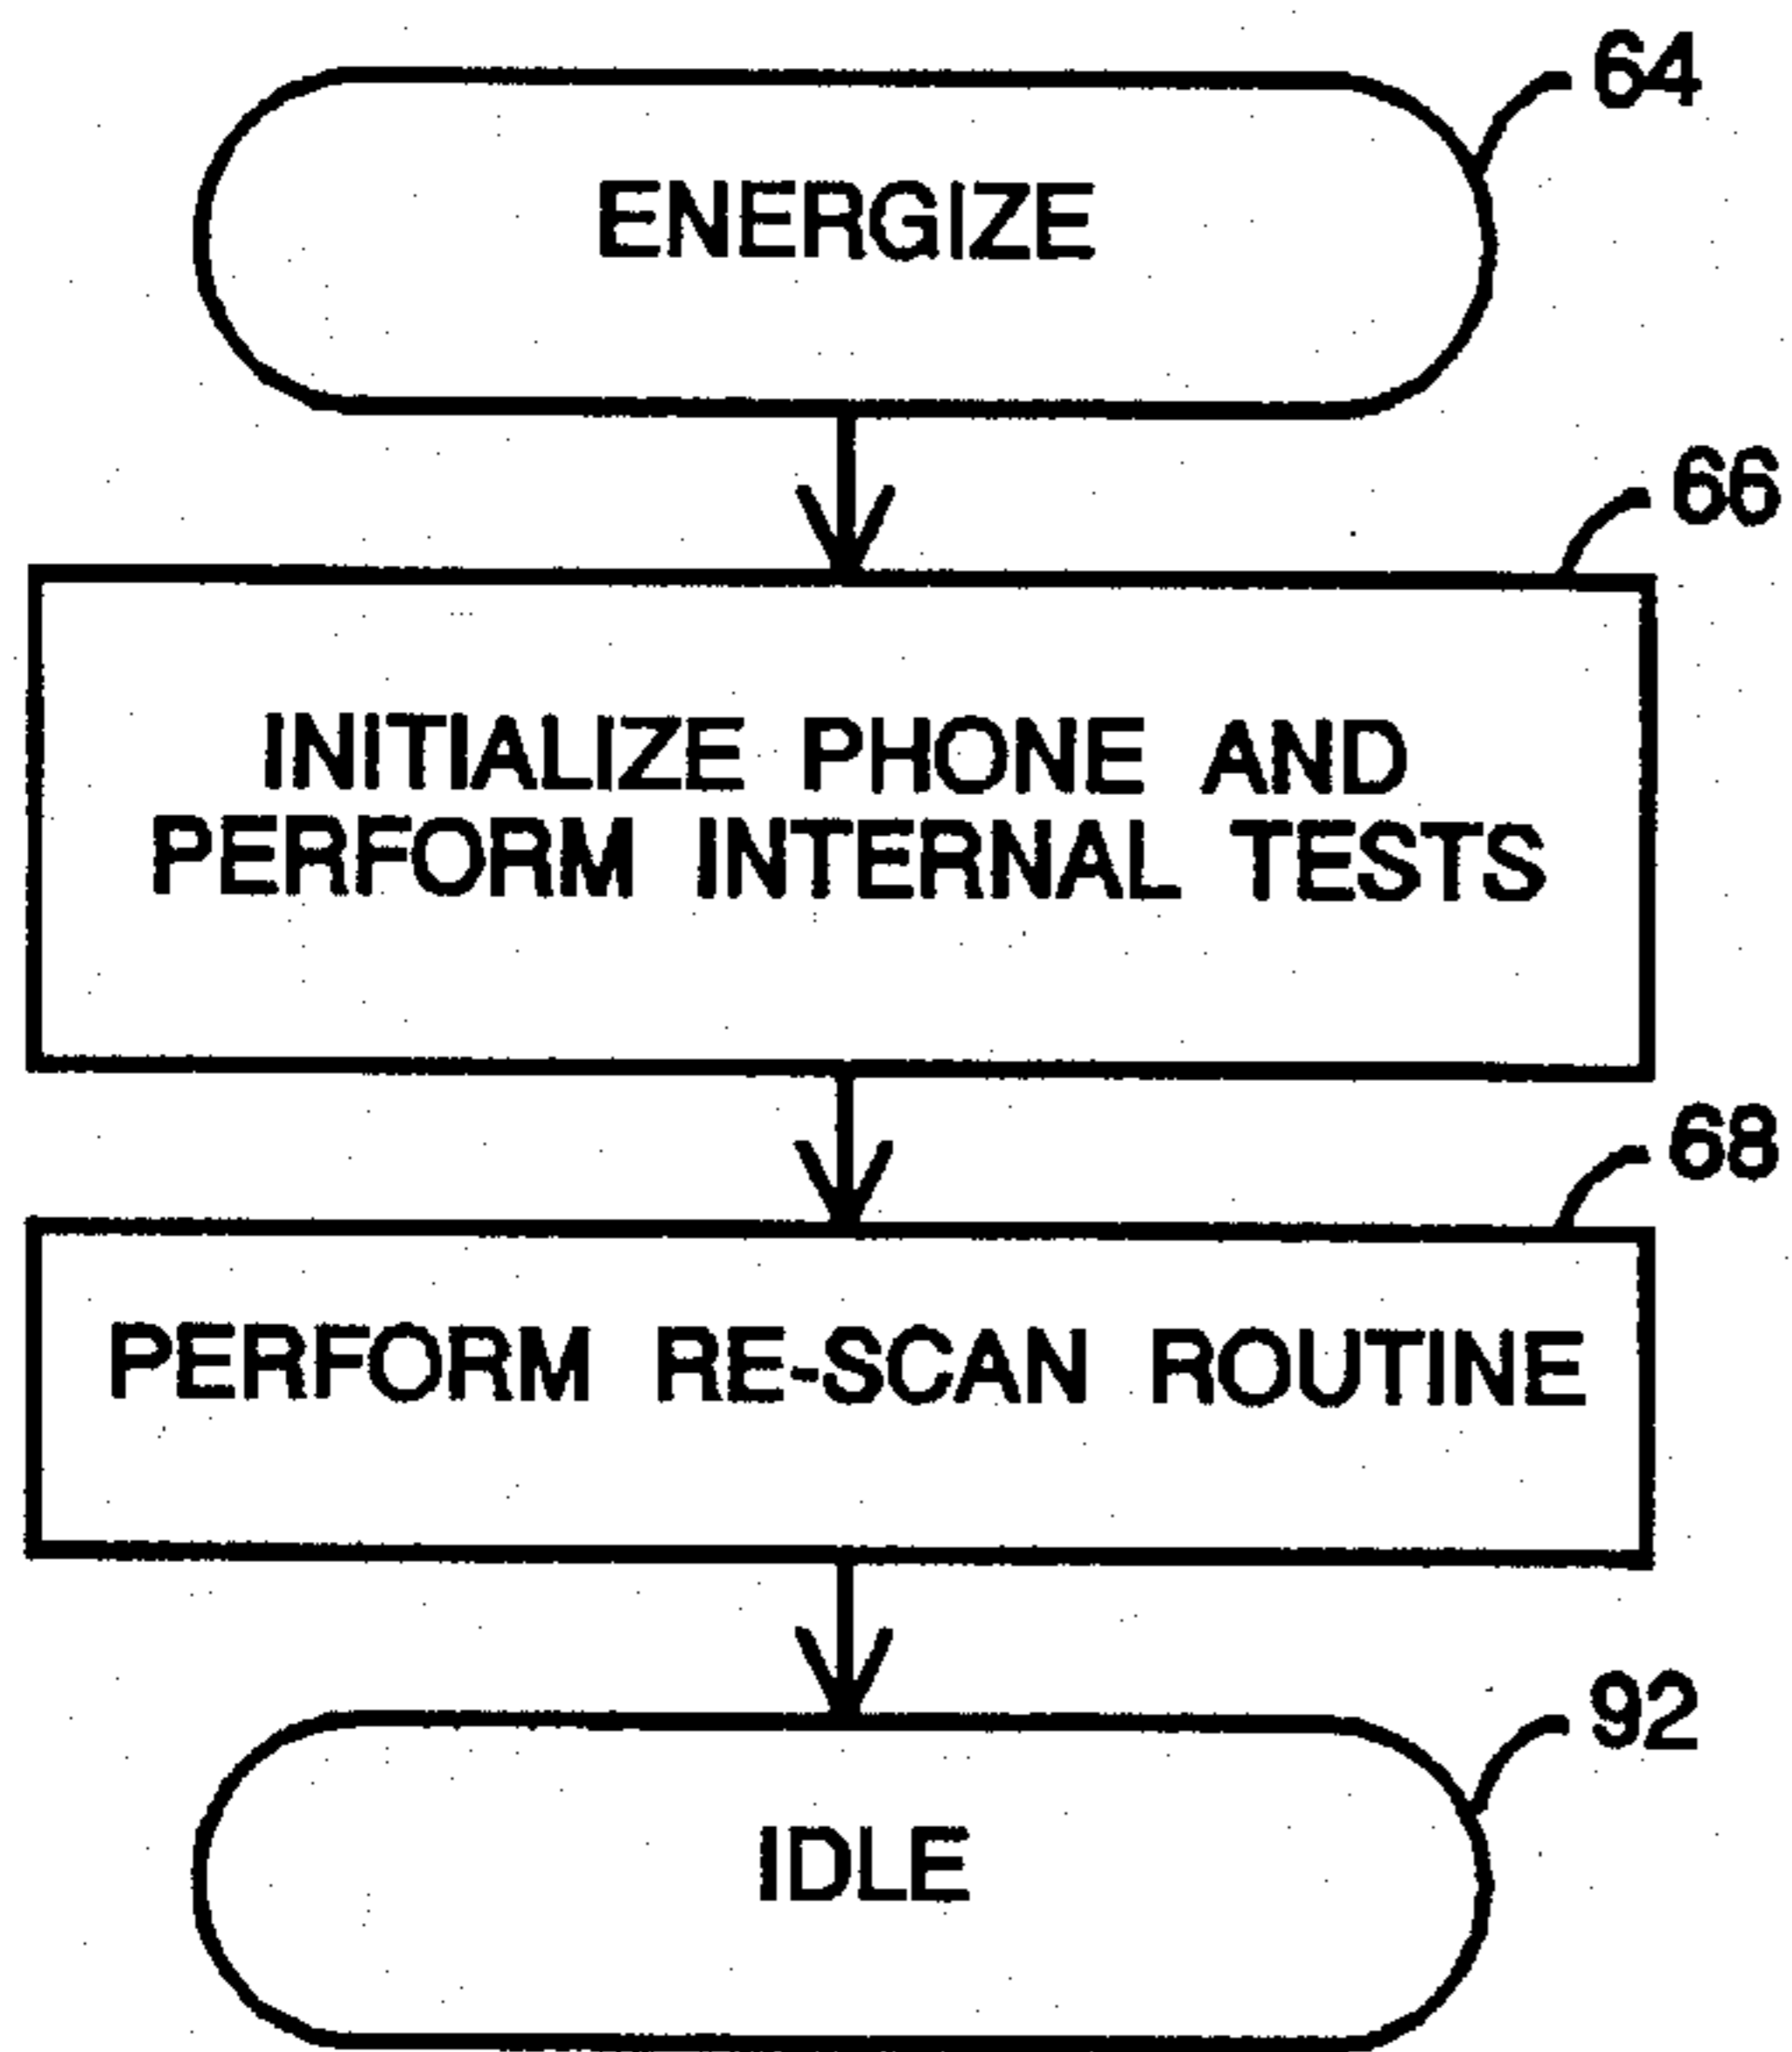 64
ENERGIZE
66
INITIALIZE PHONE AND
PERFORM INTERNAL TESTS
68
PERFORM RE-SCAN ROUTINE
92
IDLE